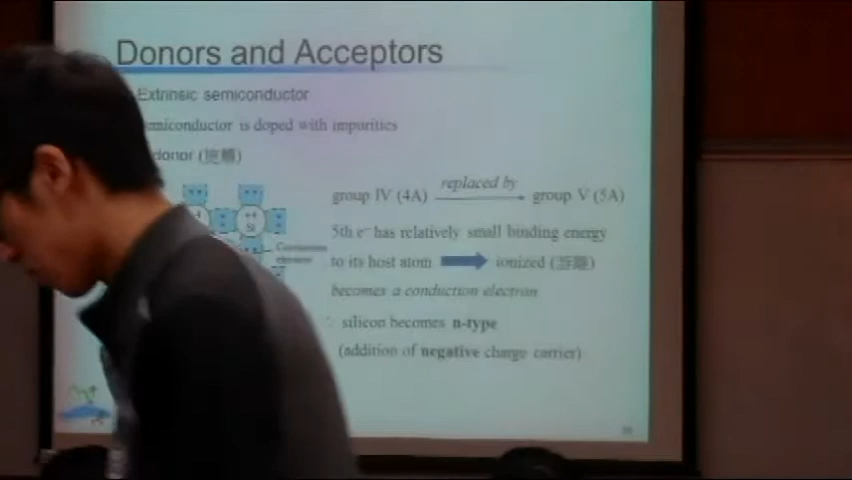 Donors and Acceptors
Extrinsic semiconductor
emiconductor is doped with impurities
donor (施體)
group IV (4A) replaced by group V (5A)
5th e⁻ has relatively small binding energy
to its host atom ionized (游離)
becomes a conduction electron
silicon becomes n-type
(addition of negative charge carrier)